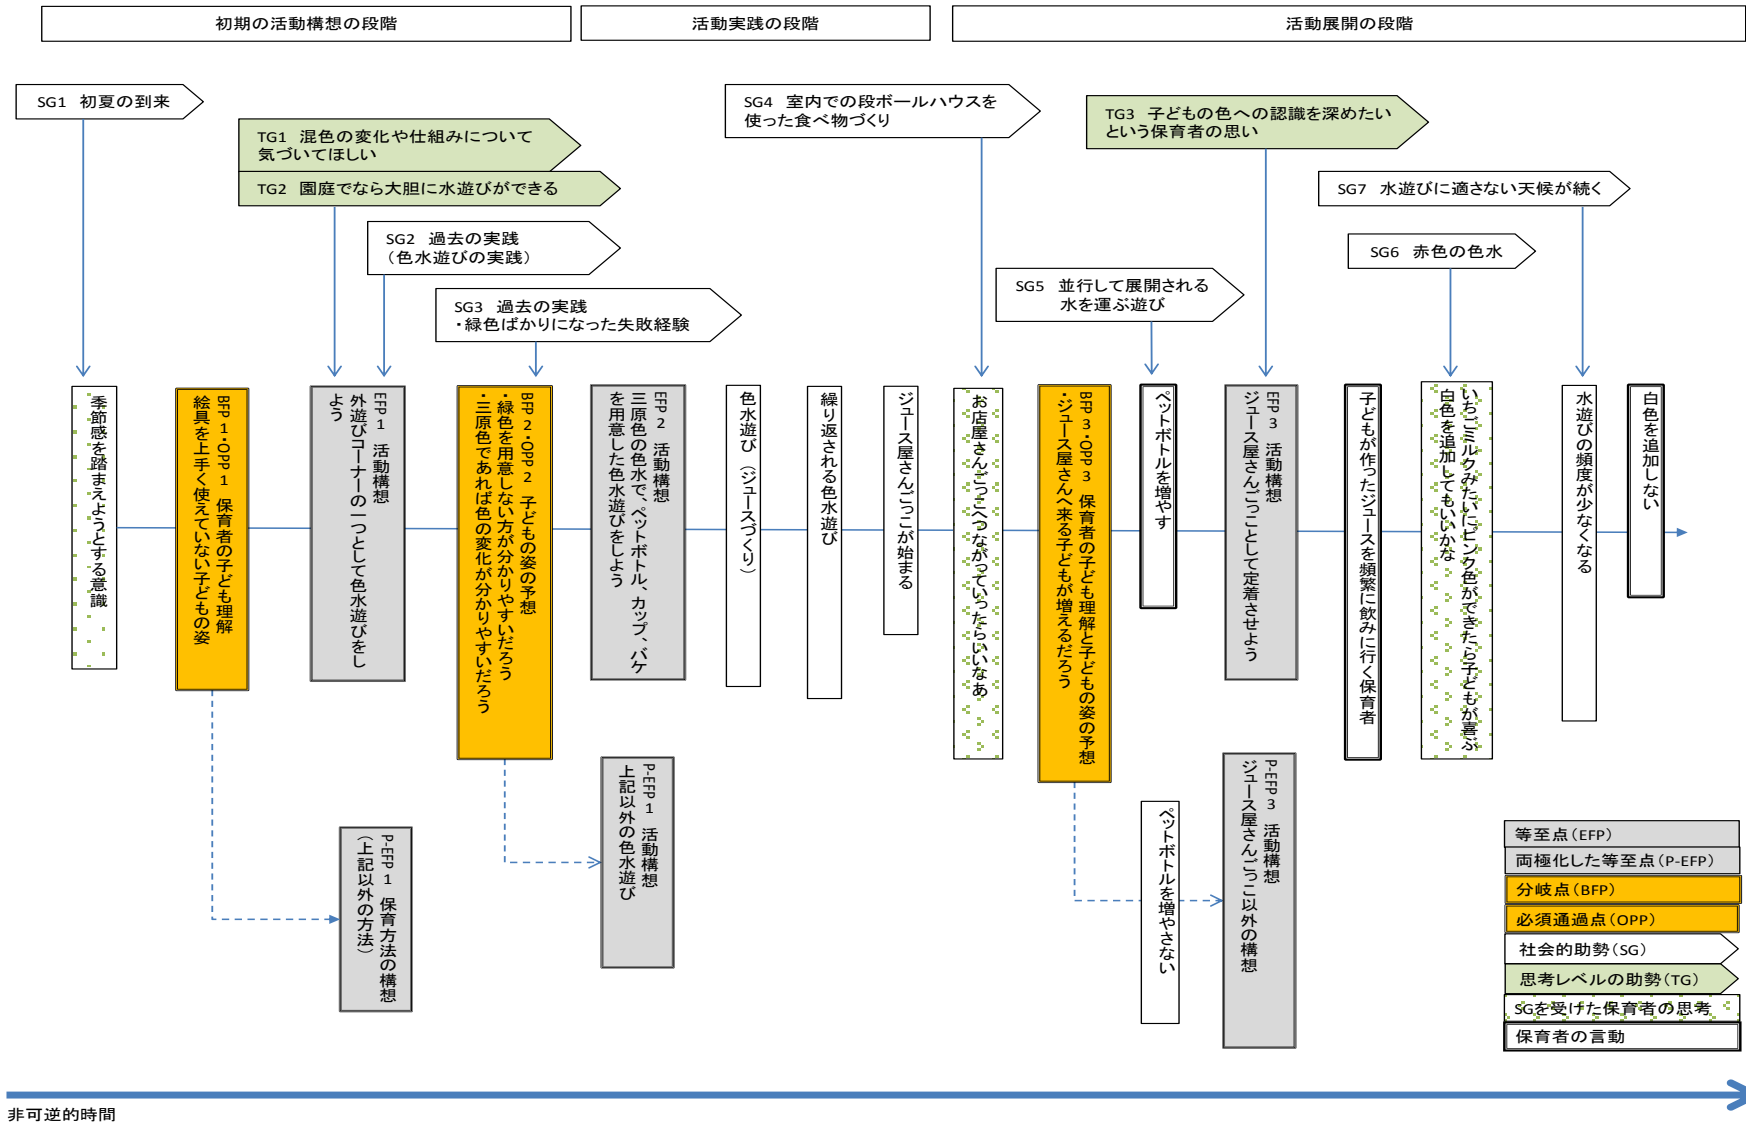 初期の活動構想の段階
活動実践の段階
活動展開の段階
SG1 初夏の到来
TG1 混色の変化や仕組みについて
気づいてほしい
TG2 園庭でなら大胆に水遊びができる
SG2 過去の実践
（色水遊びの実践）
SG3 過去の実践
・緑色ばかりになった失敗経験
SG4 室内での段ボールハウスを
使った食べ物づくり
SG5 並行して展開される
水を運ぶ遊び
TG3 子どもの色への認識を深めたい
という保育者の思い
SG7 水遊びに適さない天候が続く
SG6 赤色の色水
季節感を踏まえようとする意識
BFP1・OPP1 保育者の子ども理解
絵具を上手く使えていない子どもの姿
EFP1 活動構想
外遊びコーナーの一つとして色水遊びをし
よう
BFP2・OPP2 子どもの姿の予想
・緑色を用意しない方が分かりやすいだろう
・三原色であれば色の変化が分かりやすいだろう
EFP2 活動構想
三原色の色水で、ペットボトル、カップ、バケ
を用意した色水遊びをしよう
色水遊び（ジュースづくり）
繰り返される色水遊び
ジュース屋さんごっこが始まる
お店屋さんごっこへつながっていったらいいなあ
BFP3・OPP3 保育者の子ども理解と子どもの姿の予想
・ジュース屋さんへ来る子どもが増えるだろう
ペットボトルを増やす
EFP3 活動構想
ジュース屋さんごっことして定着させよう
子どもが作ったジュースを頻繁に飲みに行く保育者
いちごミルクみたいにピンク色ができたら子どもが喜ぶ
白色を追加してもいいかな
水遊びの頻度が少なくなる
白色を追加しない
P-EFP1 保育方法の構想
（上記以外の方法）
P-EFP1 活動構想
上記以外の色水遊び
ペットボトルを増やさない
P-EFP3 活動構想
ジュース屋さんごっこ以外の構想
等至点（EFP）
両極化した等至点（P-EFP）
分岐点（BFP）
必須通過点（OPP）
社会的助勢（SG）
思考レベルの助勢（TG）
SGを受けた保育者の思考
保育者の言動
非可逆的時間